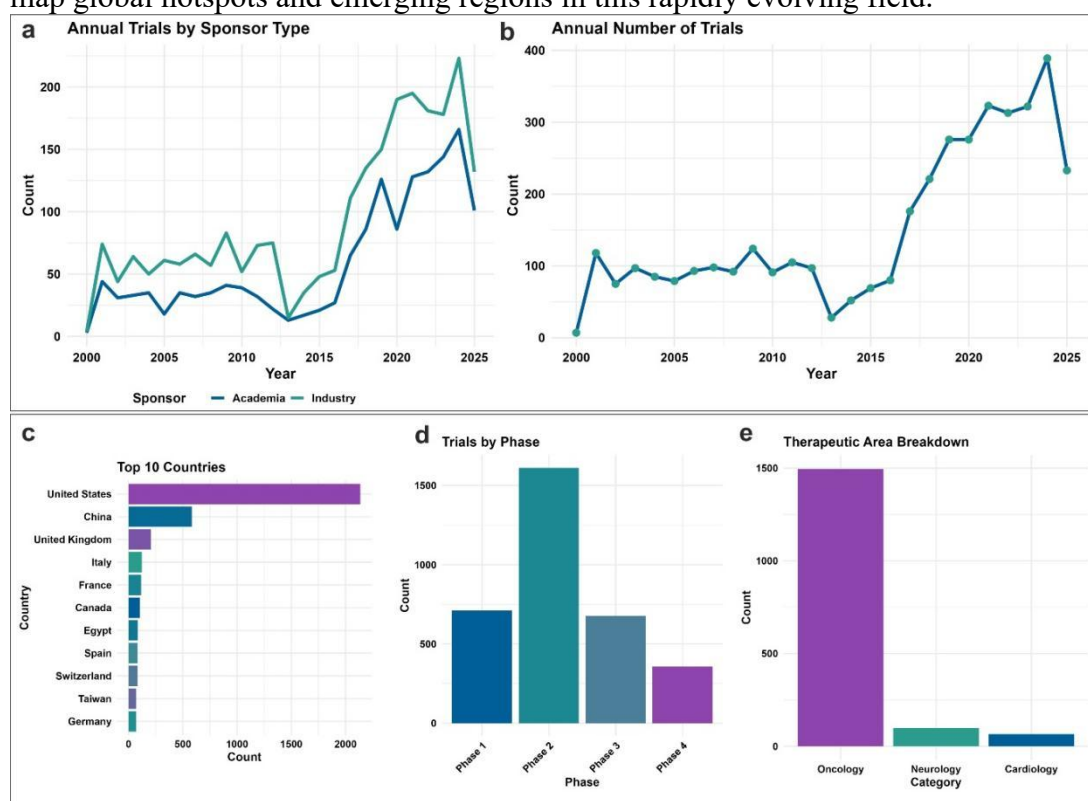 map global hotspots and emerging regions in this rapidly evolving field.
a
Annual Trials by Sponsor Type
200
150
100
50
0
Count
2000 2005 2010 2015 2020 2025
Year
Sponsor Academia Industry
b
Annual Number of Trials
400
300
200
100
0
Count
2000 2005 2010 2015 2020 2025
Year
c
Top 10 Countries
Country
United States
China
United Kingdom
Italy
France
Canada
Egypt
Spain
Switzerland
Taiwan
Germany
0 500 1000 1500 2000
Count
d
Trials by Phase
1500
1000
500
0
Count
Phase 1 Phase 2 Phase 3 Phase 4
Phase
e
Therapeutic Area Breakdown
1500
1000
500
0
Count
Oncology Neurology Cardiology
Category